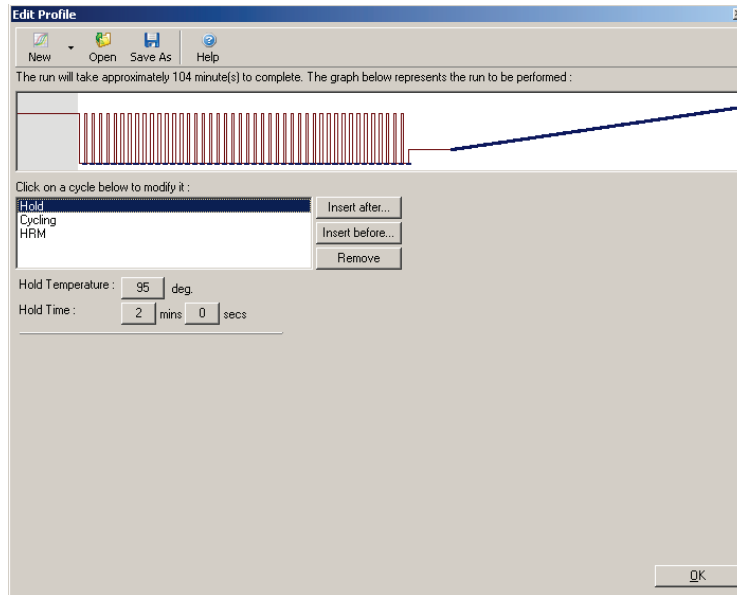 Edit Profile
New Open Save As Help
The run will take approximately 104 minute(s) to complete. The graph below represents the run to be performed :
Click on a cycle below to modify it :
Hold
Cycling
HRM
Insert after...
Insert before...
Remove
Hold Temperature : 95 deg.
Hold Time : 2 mins 0 secs
OK